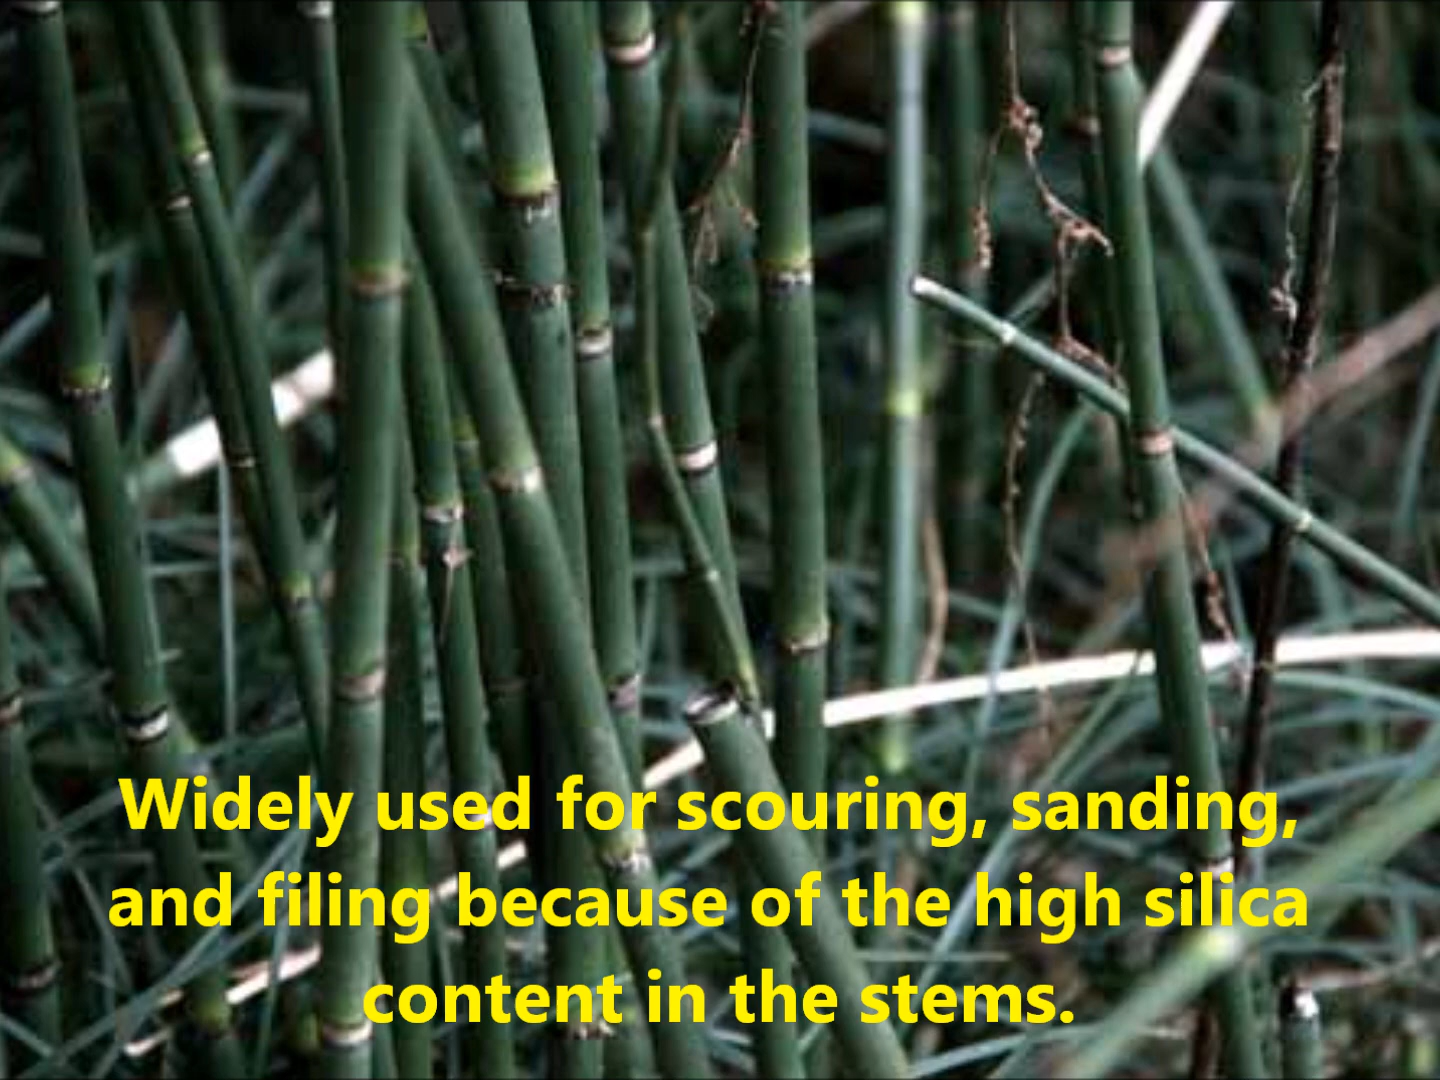 Widely used for scouring, sanding,
and filing because of the high silica
content in the stems.